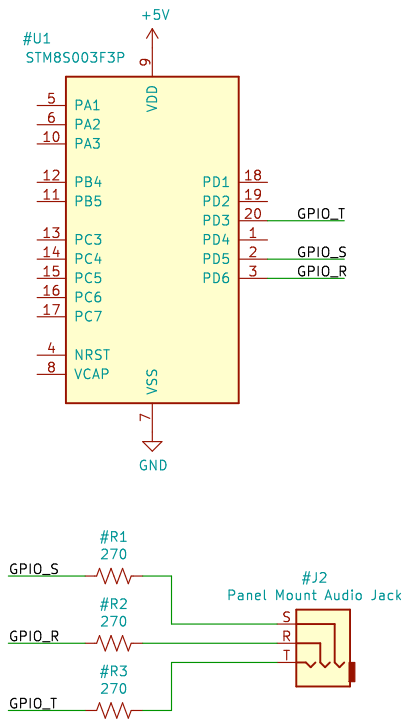 +5V
#U1
STM8S003F3P
9
VDD
5 PA1
6 PA2
10 PA3
12 PB4
11 PB5
13 PC3
14 PC4
15 PC5
16 PC6
17 PC7
4 NRST
8 VCAP
PD1 18
PD2 19
PD3 20 GPIO_T
PD4 1
PD5 2 GPIO_S
PD6 3 GPIO_R
VSS
7
GND
#R1
270
GPIO_S
#R2
270
GPIO_R
#R3
270
GPIO_T
#J2
Panel Mount Audio Jack
S
R
T